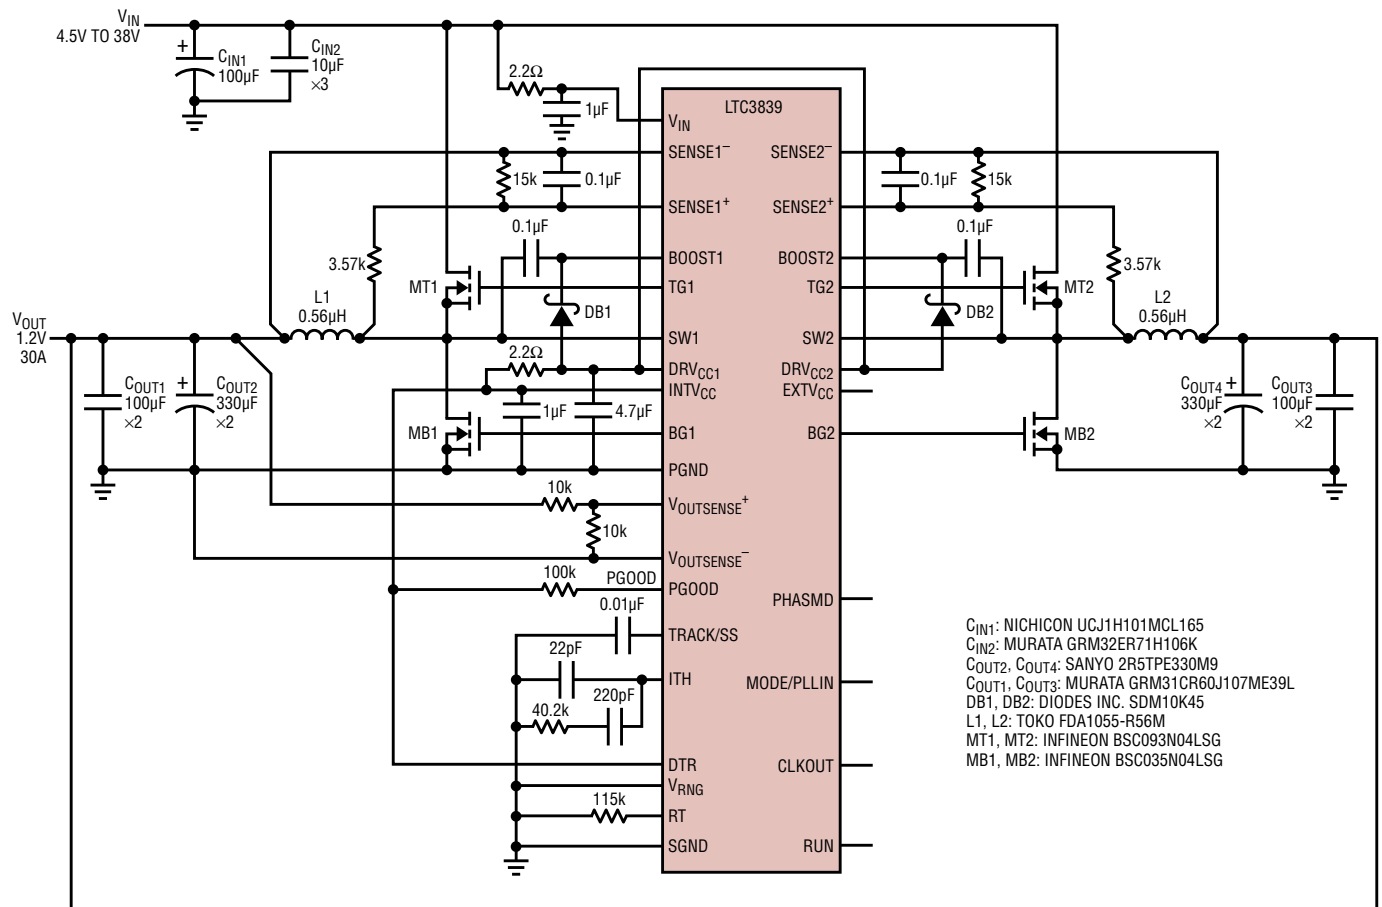 VIN
4.5V TO 38V
CIN1
100µF
CIN2
10µF
×3
2.2Ω
1µF
LTC3839
VIN
SENSE1–
SENSE2–
15k
0.1µF
0.1µF
15k
SENSE1+
SENSE2+
0.1µF
0.1µF
3.57k
BOOST1
BOOST2
3.57k
MT1
TG1
TG2
MT2
L1
0.56µH
DB1
DB2
L2
0.56µH
VOUT
1.2V
30A
SW1
SW2
2.2Ω
DRVCC1
DRVCC2
INTVCC
EXTVCC
COUT1
100µF
×2
COUT2
330µF
×2
1µF
4.7µF
COUT4
330µF
×2
COUT3
100µF
×2
MB1
BG1
BG2
MB2
PGND
10k
VOUTSENSE+
10k
VOUTSENSE–
100k
PGOOD
PGOOD
PHASMD
0.01µF
TRACK/SS
22pF
ITH
MODE/PLLIN
220pF
40.2k
DTR
CLKOUT
VRNG
115k
RT
SGND
RUN
CIN1: NICHICON UCJ1H101MCL165
CIN2: MURATA GRM32ER71H106K
COUT2, COUT4: SANYO 2R5TPE330M9
COUT1, COUT3: MURATA GRM31CR60J107ME39L
DB1, DB2: DIODES INC. SDM10K45
L1, L2: TOKO FDA1055-R56M
MT1, MT2: INFINEON BSC093N04LSG
MB1, MB2: INFINEON BSC035N04LSG